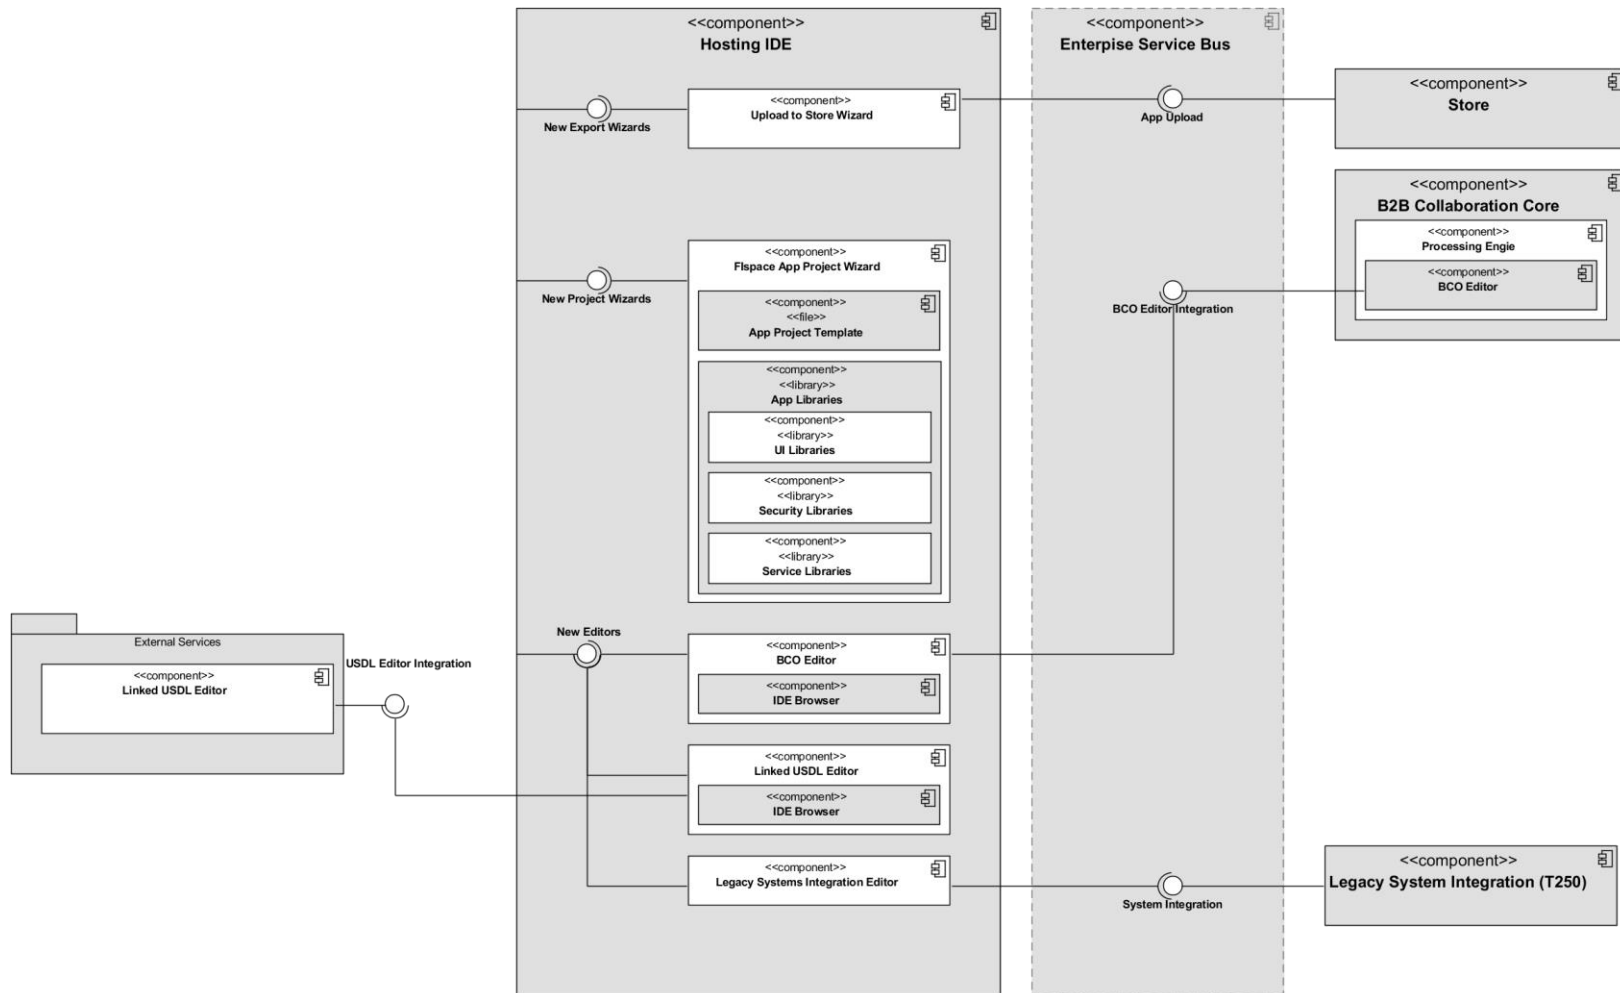 <<component>>
Hosting IDE
<<component>>
Enterpise Service Bus
<<component>>
Store
New Export Wizards
<<component>>
Upload to Store Wizard
App Upload
<<component>>
B2B Collaboration Core
<<component>>
Processing Engie
<<component>>
BCO Editor
New Project Wizards
<<component>>
FIspace App Project Wizard
<<component>>
<<file>>
App Project Template
<<component>>
<<library>>
App Libraries
<<component>>
<<library>>
UI Libraries
<<component>>
<<library>>
Security Libraries
<<component>>
<<library>>
Service Libraries
BCO Editor Integration
External Services
<<component>>
Linked USDL Editor
USDL Editor Integration
New Editors
<<component>>
BCO Editor
<<component>>
IDE Browser
<<component>>
Linked USDL Editor
<<component>>
IDE Browser
<<component>>
Legacy Systems Integration Editor
System Integration
<<component>>
Legacy System Integration (T250)